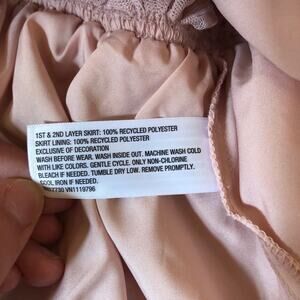 1ST & 2ND LAYER SKIRT: 100% RECYCLED POLYESTER
SKIRT LINING: 100% RECYCLED POLYESTER
EXCLUSIVE OF DECORATION
WASH BEFORE WEAR. WASH INSIDE OUT. MACHINE WASH COLD
WITH LIKE COLORS. GENTLE CYCLE. ONLY NON-CHLORINE
BLEACH IF NEEDED. TUMBLE DRY LOW. REMOVE PROMPTLY.
COOL IRON IF NEEDED.
VN1119796